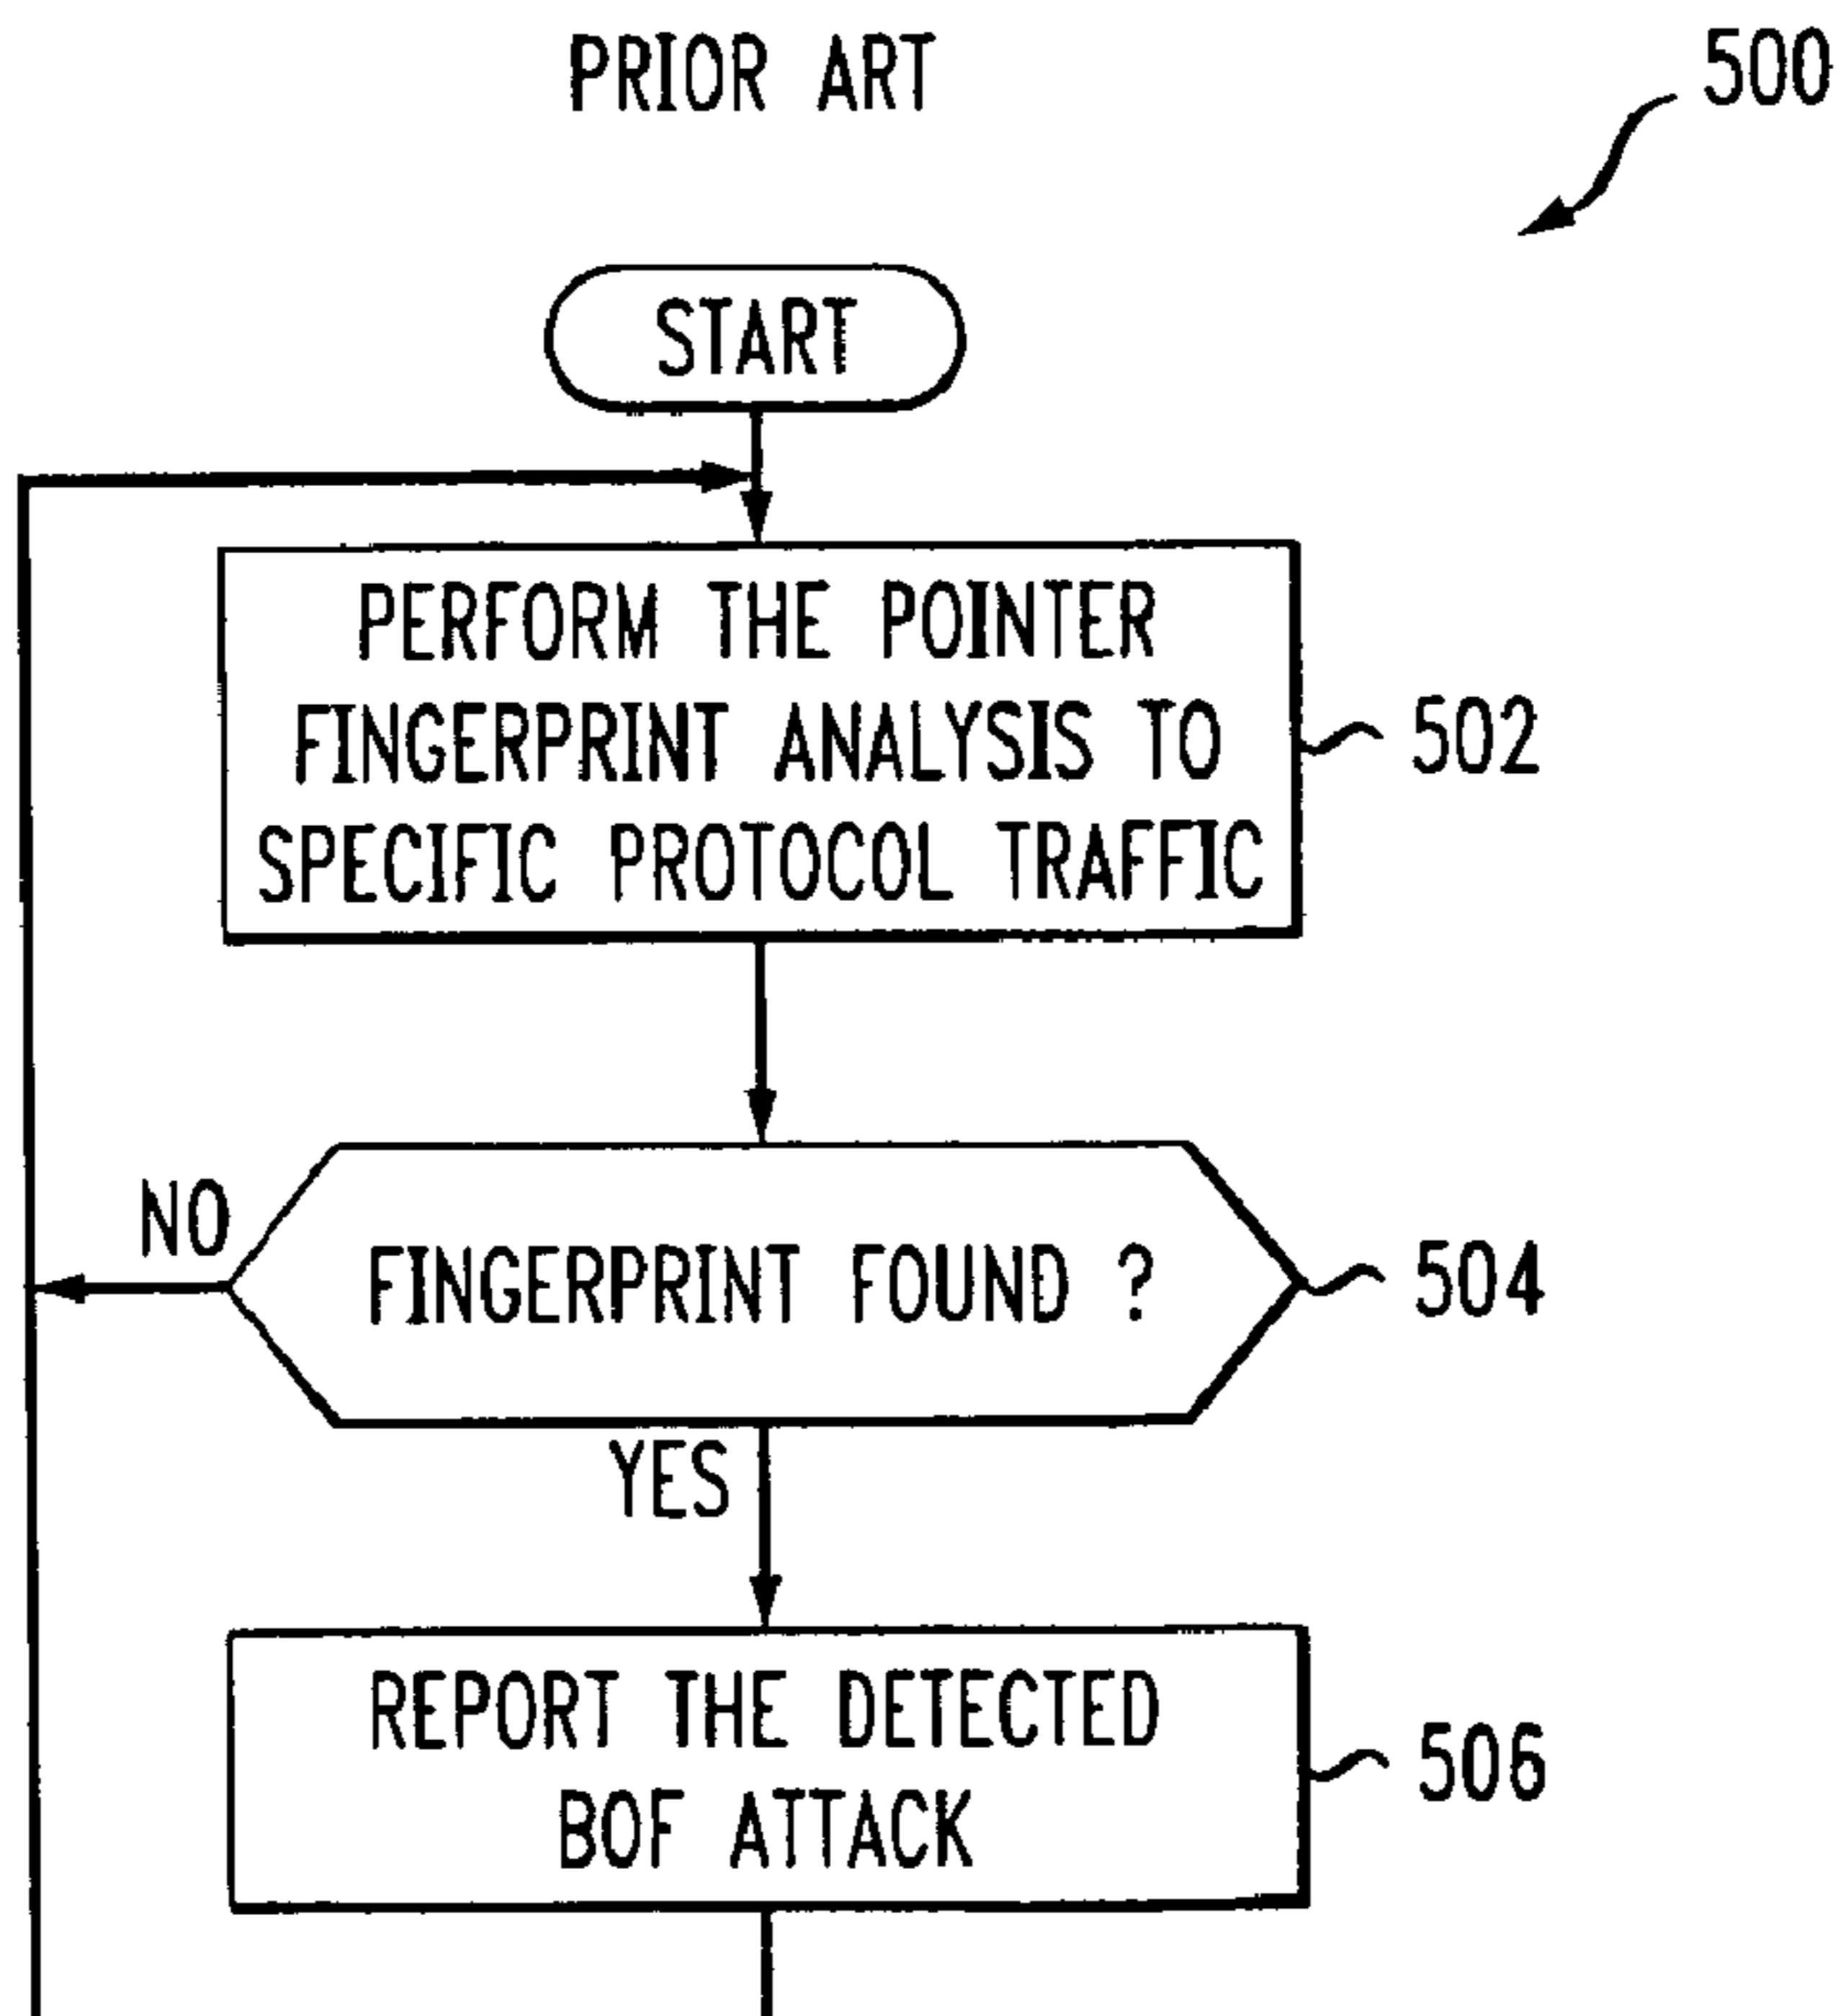 PRIOR ART
500
START
PERFORM THE POINTER
FINGERPRINT ANALYSIS TO
SPECIFIC PROTOCOL TRAFFIC
502
NO
FINGERPRINT FOUND ?
504
YES
REPORT THE DETECTED
BOF ATTACK
506